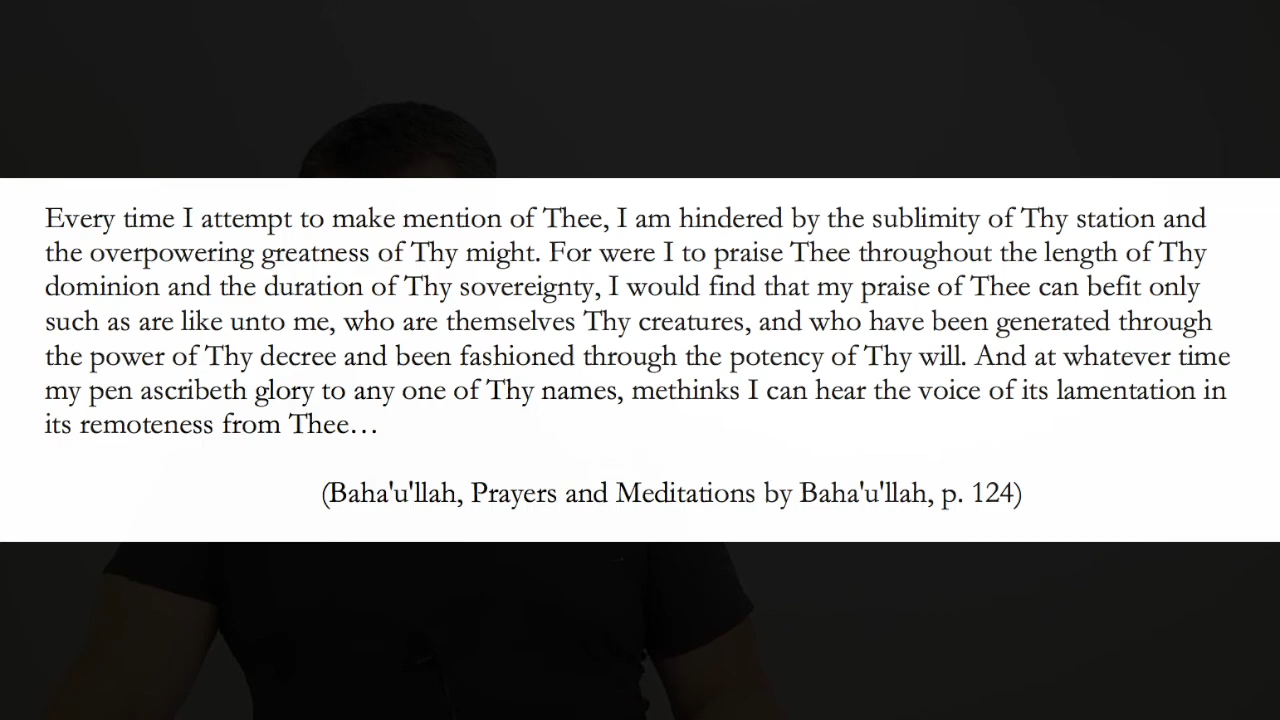 Every time I attempt to make mention of Thee, I am hindered by the sublimity of Thy station and
the overpowering greatness of Thy might. For were I to praise Thee throughout the length of Thy
dominion and the duration of Thy sovereignty, I would find that my praise of Thee can befit only
such as are like unto me, who are themselves Thy creatures, and who have been generated through
the power of Thy decree and been fashioned through the potency of Thy will. And at whatever time
my pen ascribeth glory to any one of Thy names, methinks I can hear the voice of its lamentation in
its remoteness from Thee…
(Baha'u'llah, Prayers and Meditations by Baha'u'llah, p. 124)